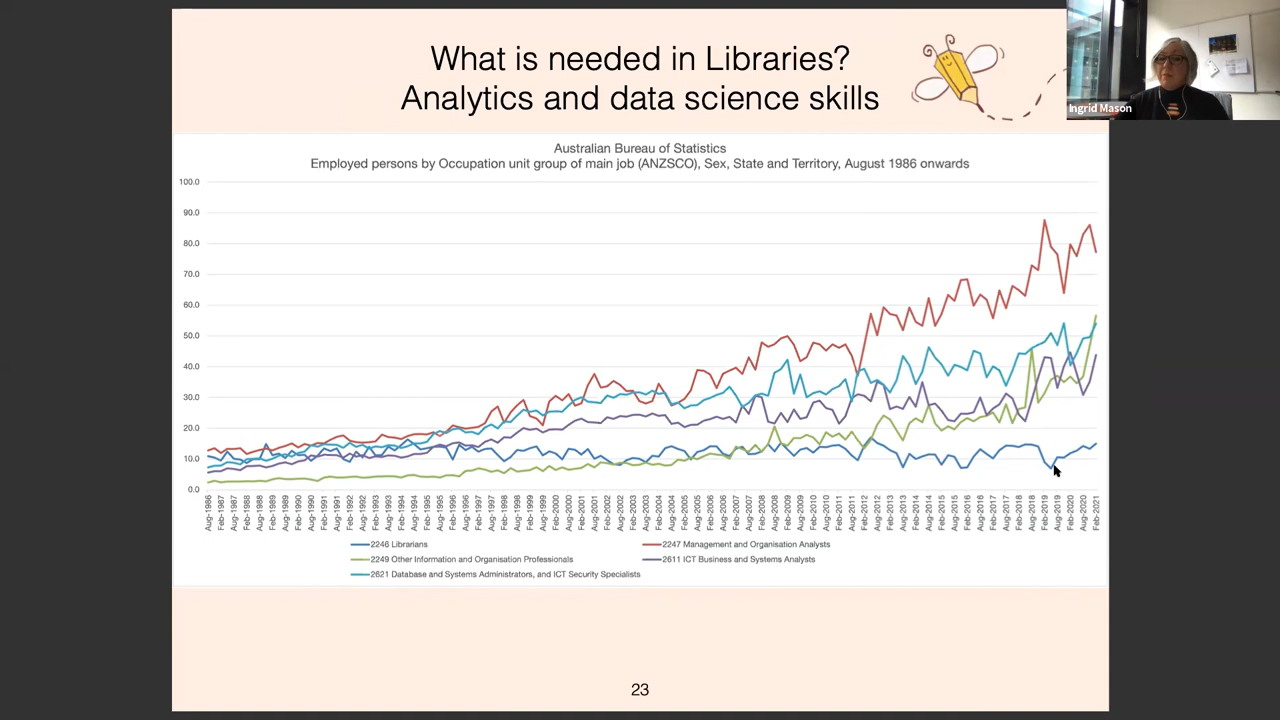 What is needed in Libraries?
Analytics and data science skills
Ingrid Mason
Australian Bureau of Statistics
Employed persons by Occupation unit group of main job (ANZSCO), Sex, State and Territory, August 1986 onwards
100.0
90.0
80.0
70.0
60.0
50.0
40.0
30.0
20.0
10.0
0.0
Aug-1986
Feb-1987
Aug-1987
Feb-1988
Aug-1988
Feb-1989
Aug-1989
Feb-1990
Aug-1990
Feb-1991
Aug-1991
Feb-1992
Aug-1992
Feb-1993
Aug-1993
Feb-1994
Aug-1994
Feb-1995
Aug-1995
Feb-1996
Aug-1996
Feb-1997
Aug-1997
Feb-1998
Aug-1998
Feb-1999
Aug-1999
Feb-2000
Aug-2000
Feb-2001
Aug-2001
Feb-2002
Aug-2002
Feb-2003
Aug-2003
Feb-2004
Aug-2004
Feb-2005
Aug-2005
Feb-2006
Aug-2006
Feb-2007
Aug-2007
Feb-2008
Aug-2008
Feb-2009
Aug-2009
Feb-2010
Aug-2010
Feb-2011
Aug-2011
Feb-2012
Aug-2012
Feb-2013
Aug-2013
Feb-2014
Aug-2014
Feb-2015
Aug-2015
Feb-2016
Aug-2016
Feb-2017
Aug-2017
Feb-2018
Aug-2018
Feb-2019
Aug-2019
Feb-2020
Aug-2020
Feb-2021
2246 Librarians
2247 Management and Organisation Analysts
2249 Other Information and Organisation Professionals
2611 ICT Business and Systems Analysts
2621 Database and Systems Administrators, and ICT Security Specialists
23